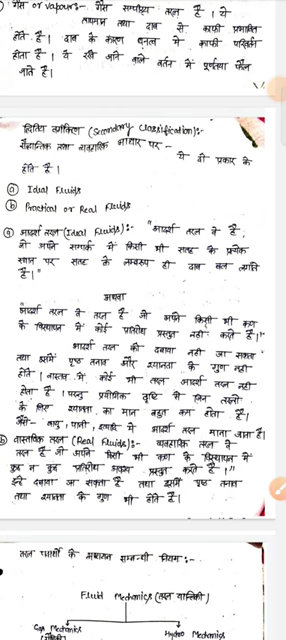 गैस or vapours:- गैस सम्पीड्य तरल है। ये
तापमान तथा दाब से काफी प्रभावित
होते हैं। दाब के कारण घनत्व में काफी परिवर्तन
होता है। ये रखे जाने वाले बर्तन में पूर्णतया फैल
जाते हैं।
द्वितीय वर्गीकरण (Secondary Classification):-
सैद्धान्तिक तथा व्यावहारिक आधार पर -
ये दो प्रकार के
होते हैं।
(a) Ideal Fluids
(b) Practical or Real Fluids
(a) आदर्श तरल (Ideal Fluids):- "आदर्श तरल वे हैं,
जो अपने सम्पर्क में किसी भी सतह के प्रत्येक
स्थान पर सतह के लम्बवत् ही दाब बल लगाते
हैं।"
अथवा
"आदर्श तरल वे तरल हैं जो अपने किसी भी कण
के विस्थापन में कोई प्रतिरोध प्रस्तुत नहीं करते हैं।"
आदर्श तरल को दबाया नहीं जा सकता
तथा इसमें पृष्ठ तनाव और श्यानता के गुण नहीं
होते। वास्तव में कोई भी तरल आदर्श तरल नहीं
होता है। परन्तु प्रयोगिक दृष्टि से जिन तरलों
के लिए श्यानता का मान बहुत कम होता है।
जैसे- वायु, पानी, इत्यादि में आदर्श तरल माना जाता है।
(b) वास्तविक तरल (Real Fluids):- व्यवहारिक तरल वे
तरल हैं जो अपने किसी भी कण के विस्थापन में
कुछ न कुछ प्रतिरोध अवश्य प्रस्तुत करते हैं।"
इन्हें दबाया जा सकता है तथा इसमें पृष्ठ तनाव
तथा श्यानता के गुण भी होते हैं।
तरल पदार्थों के अध्ययन सम्बन्धी नियम:-
Fluid Mechanics (तरल यान्त्रिकी)
Gas Mechanics
Hydro Mechanics